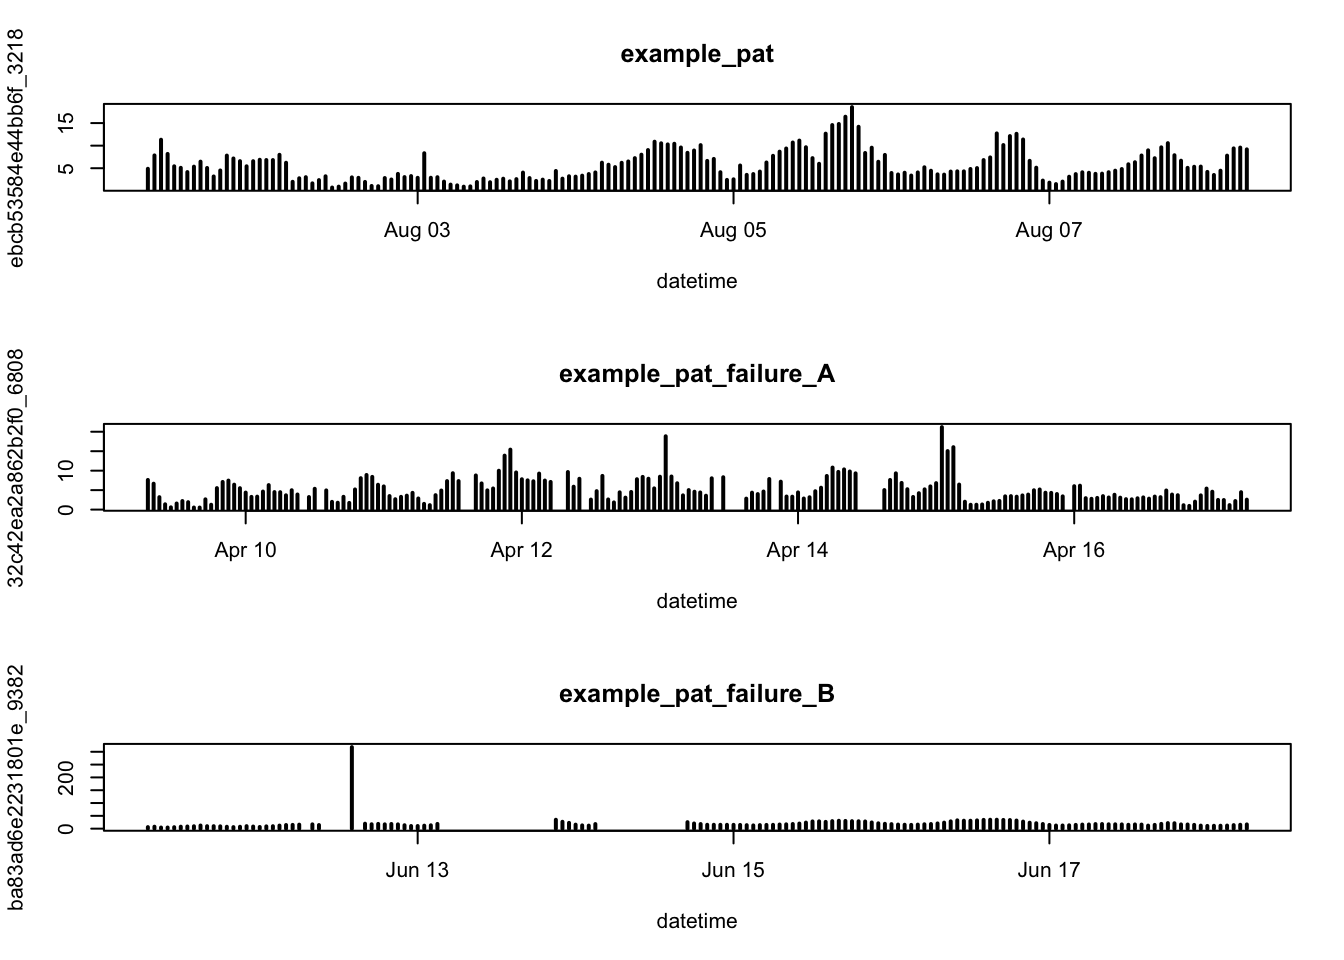 example_pat
ebcb53584e44bb6f_3218
15
5
Aug 03 Aug 05 Aug 07
datetime
example_pat_failure_A
32c42ea2a862b2f0_6808
10
0
Apr 10 Apr 12 Apr 14 Apr 16
datetime
example_pat_failure_B
ba83ad6e2231801e_9382
200
0
Jun 13 Jun 15 Jun 17
datetime